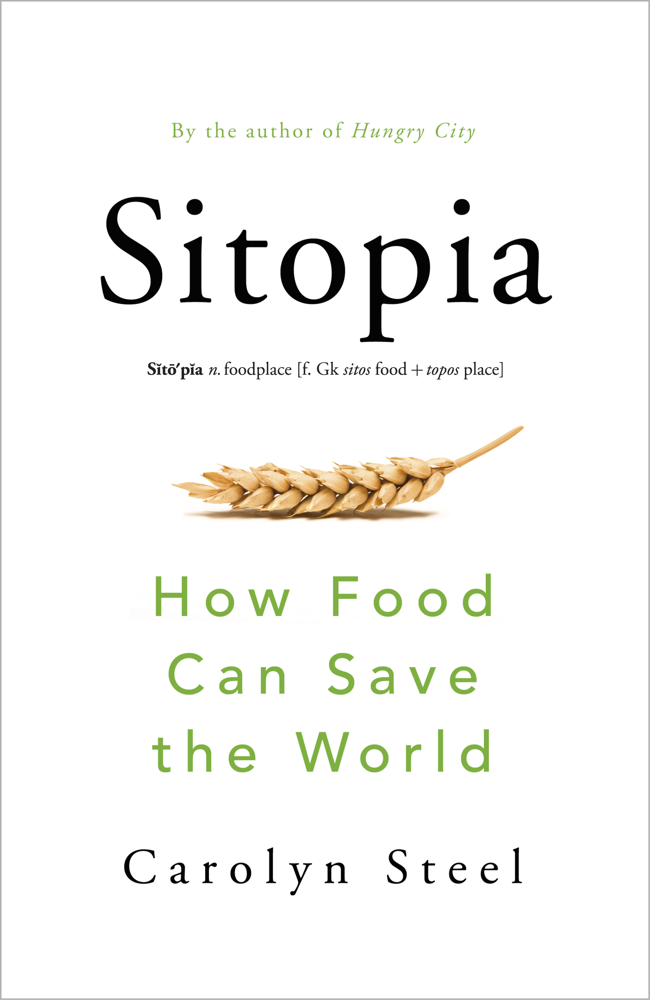 By the author of Hungry City
Sitopia
Sĭtō′pĭa n. foodplace [f. Gk sitos food + topos place]
How Food
Can Save
the World
Carolyn Steel